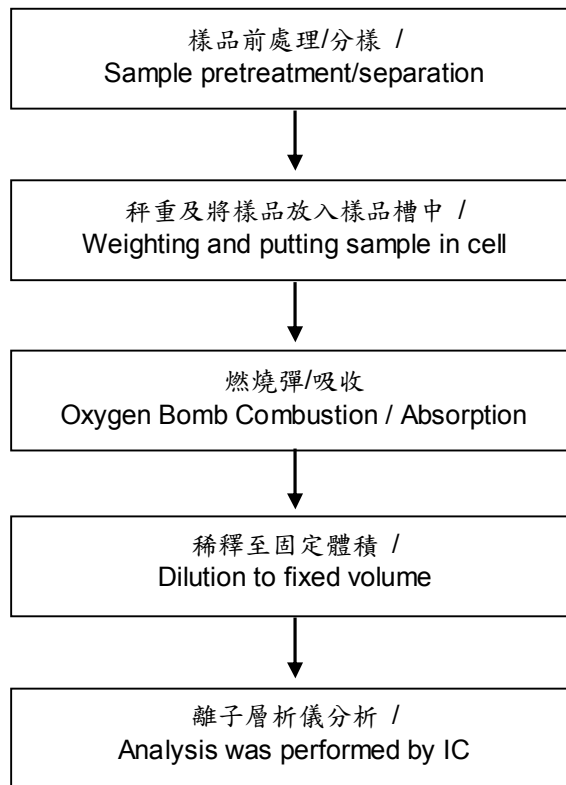 樣品前處理/分樣 /
Sample pretreatment/separation
秤重及將樣品放入樣品槽中 /
Weighting and putting sample in cell
燃燒彈/吸收
Oxygen Bomb Combustion / Absorption
稀釋至固定體積 /
Dilution to fixed volume
離子層析儀分析 /
Analysis was performed by IC